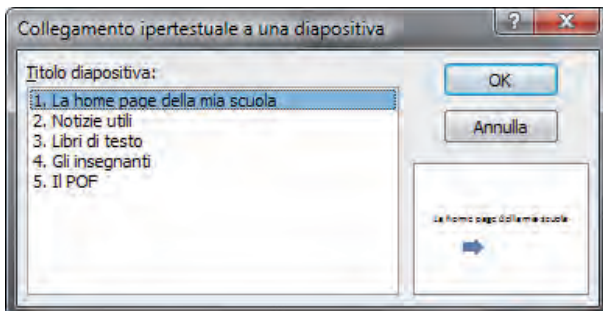 Collegamento ipertestuale a una diapositiva
Titolo diapositiva:
1. La home page della mia scuola
2. Notizie utili
3. Libri di testo
4. Gli insegnanti
5. Il POF
OK
Annulla
La home page della mia scuola